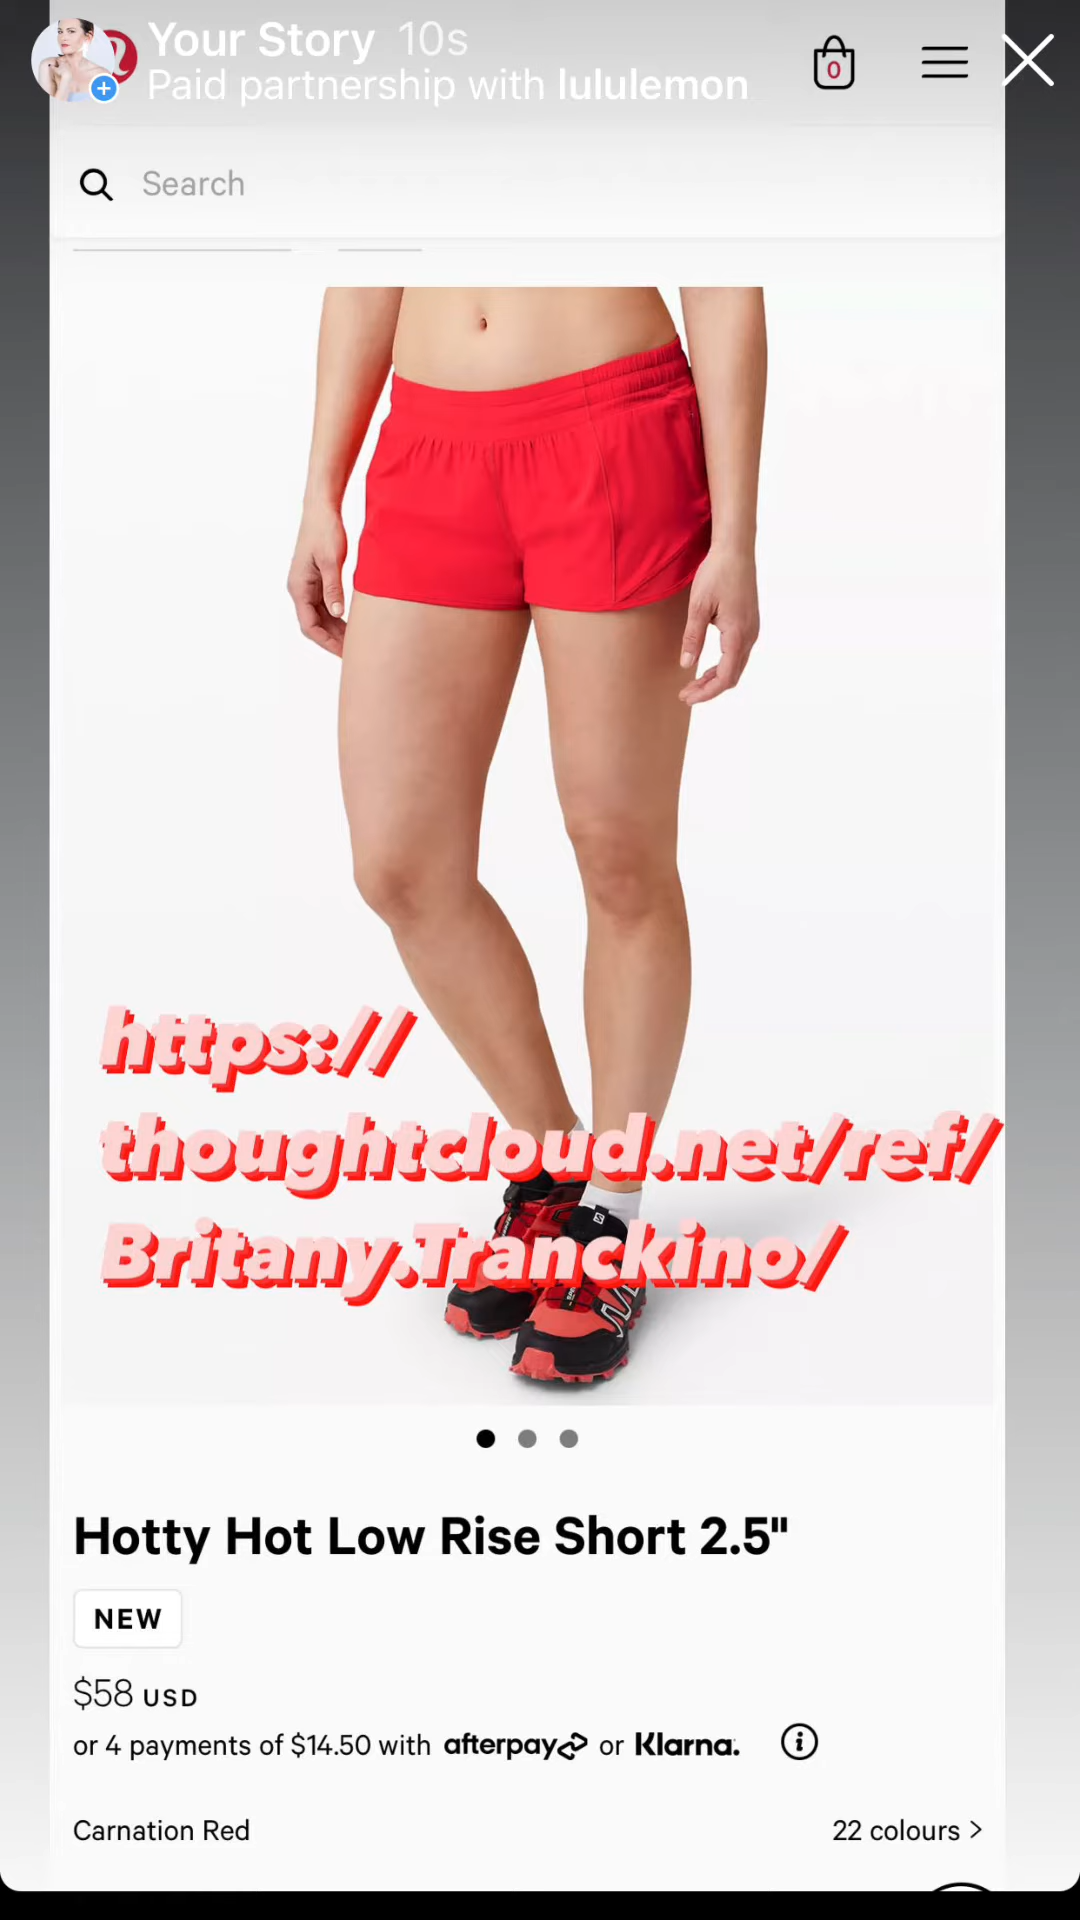 Your Story 10s
Paid partnership with lululemon
0
Search
https://
thoughtcloud.net/ref/
Britany.Tranckino/
Hotty Hot Low Rise Short 2.5"
NEW
$58 USD
or 4 payments of $14.50 with afterpay or Klarna.
Carnation Red
22 colours >